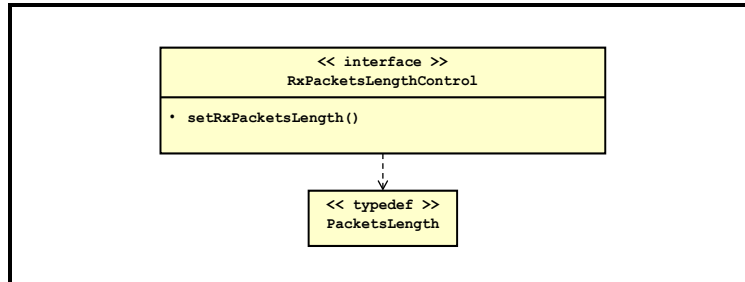 << interface >>
RxPacketsLengthControl
• setRxPacketsLength()
<< typedef >>
PacketsLength